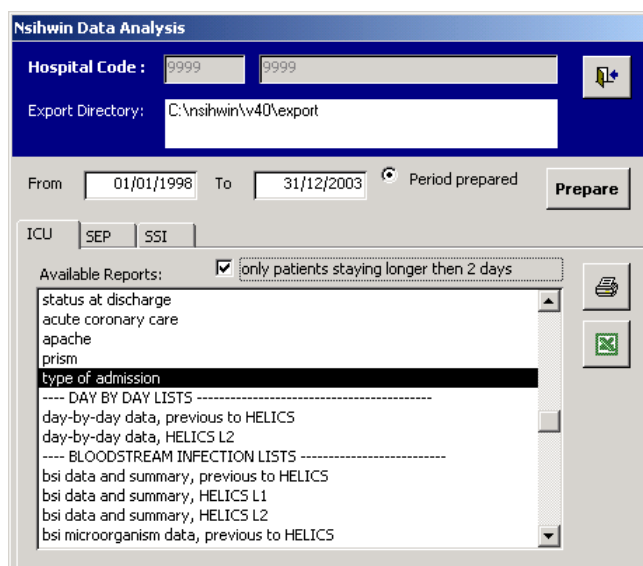 Nsihwin Data Analysis
Hospital Code : 9999 9999
Export Directory: C:\nsihwin\v40\export
From 01/01/1998 To 31/12/2003 Period prepared Prepare
ICU SEP SSI
Available Reports: only patients staying longer then 2 days
status at discharge
acute coronary care
apache
prism
type of admission
---- DAY BY DAY LISTS ------------------------------------------
day-by-day data, previous to HELICS
day-by-day data, HELICS L2
---- BLOODSTREAM INFECTION LISTS --------------------------
bsi data and summary, previous to HELICS
bsi data and summary, HELICS L1
bsi data and summary, HELICS L2
bsi microorganism data, previous to HELICS